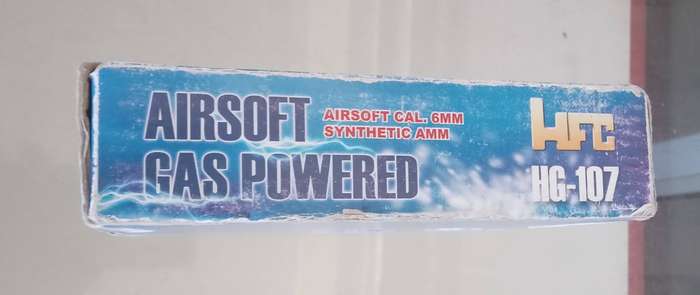 AIRSOFT
AIRSOFT CAL. 6MM
SYNTHETIC AMM
GAS POWERED
HFC
HG-107